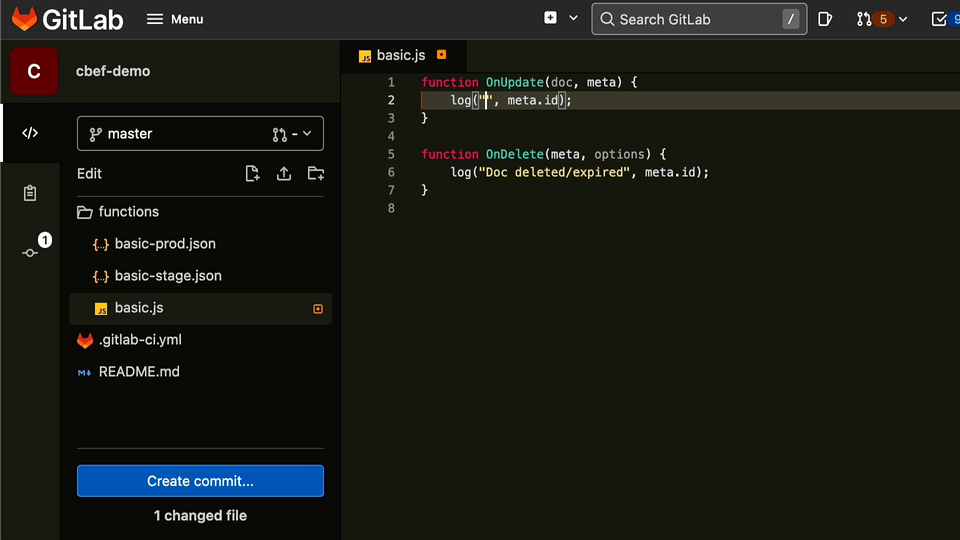 GitLab
Menu
Search GitLab
/
5
9
C
cbef-demo
master
-
Edit
functions
{..} basic-prod.json
{..} basic-stage.json
JS basic.js
.gitlab-ci.yml
M↓ README.md
1
Create commit...
1 changed file
JS basic.js
1 function OnUpdate(doc, meta) {
2 log("", meta.id);
3 }
4
5 function OnDelete(meta, options) {
6 log("Doc deleted/expired", meta.id);
7 }
8